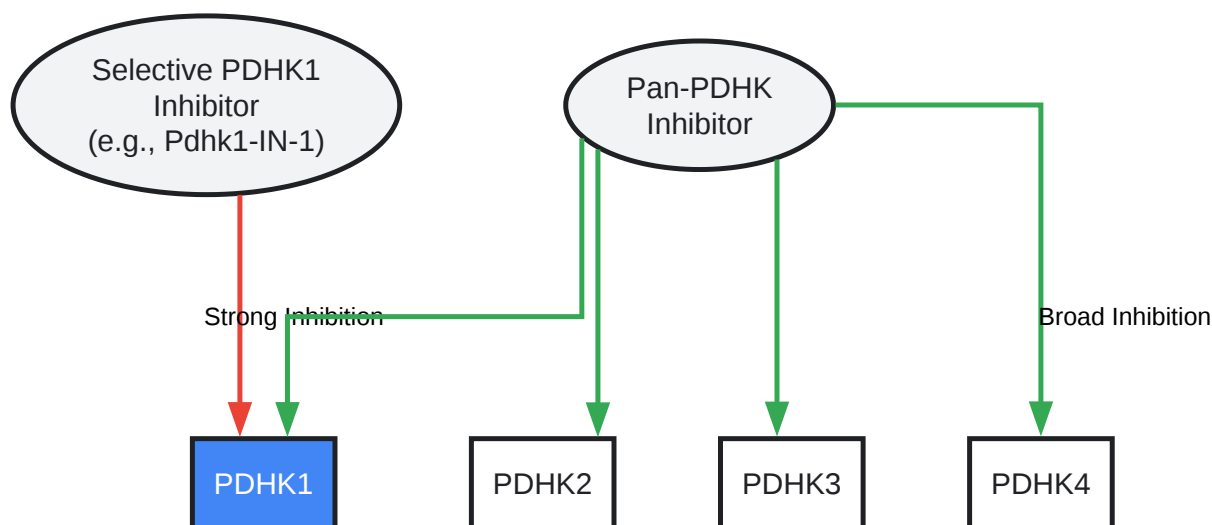 Selective PDHK1
Inhibitor
(e.g., Pdhk1-IN-1)
Pan-PDHK
Inhibitor
Strong Inhibition
Broad Inhibition
PDHK1
PDHK2
PDHK3
PDHK4